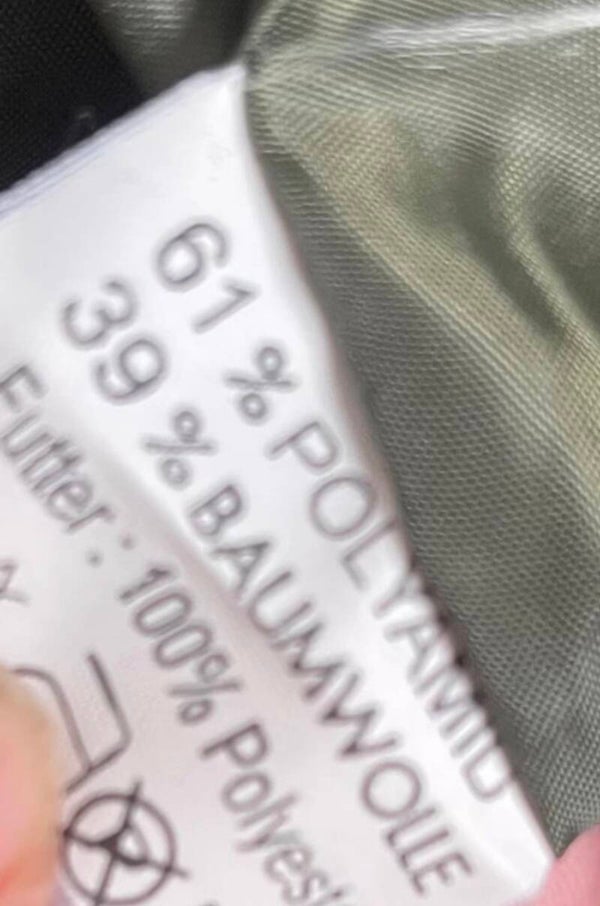 61 % POLYAMID
39 % BAUMWOLLE
Futter: 100% Polyest